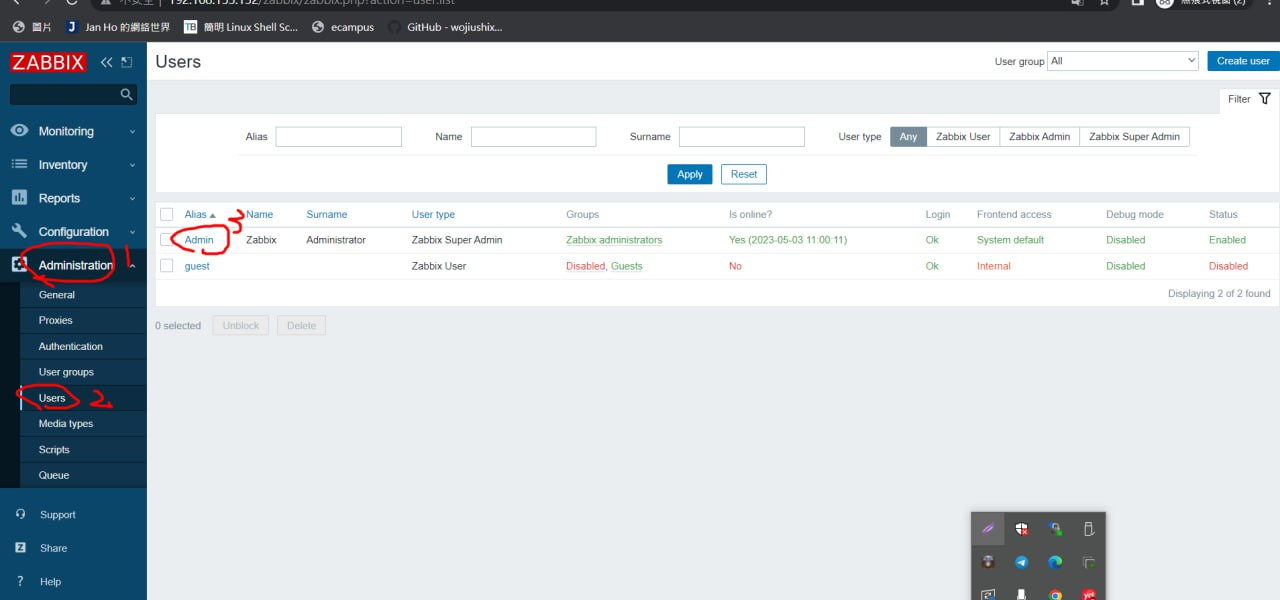 192.168.153.132/zabbix/zabbix.php?action=user.list
圖片 Jan Ho 的網絡世界 TB 簡明 Linux Shell Sc... ecampus GitHub - wojiushix...
ZABBIX
Users
User group All
Create user
Filter
Alias Name Surname User type Any Zabbix User Zabbix Admin Zabbix Super Admin
Apply Reset
Monitoring
Inventory
Reports
Configuration
Administration
General
Proxies
Authentication
User groups
Users
Media types
Scripts
Queue
Support
Share
Help
Alias Name Surname User type Groups Is online? Login Frontend access Debug mode Status
Admin Zabbix Administrator Zabbix Super Admin Zabbix administrators Yes (2023-05-03 11:00:11) Ok System default Disabled Enabled
guest Zabbix User Disabled, Guests No Ok Internal Disabled Disabled
Displaying 2 of 2 found
0 selected Unblock Delete
1
2.
3